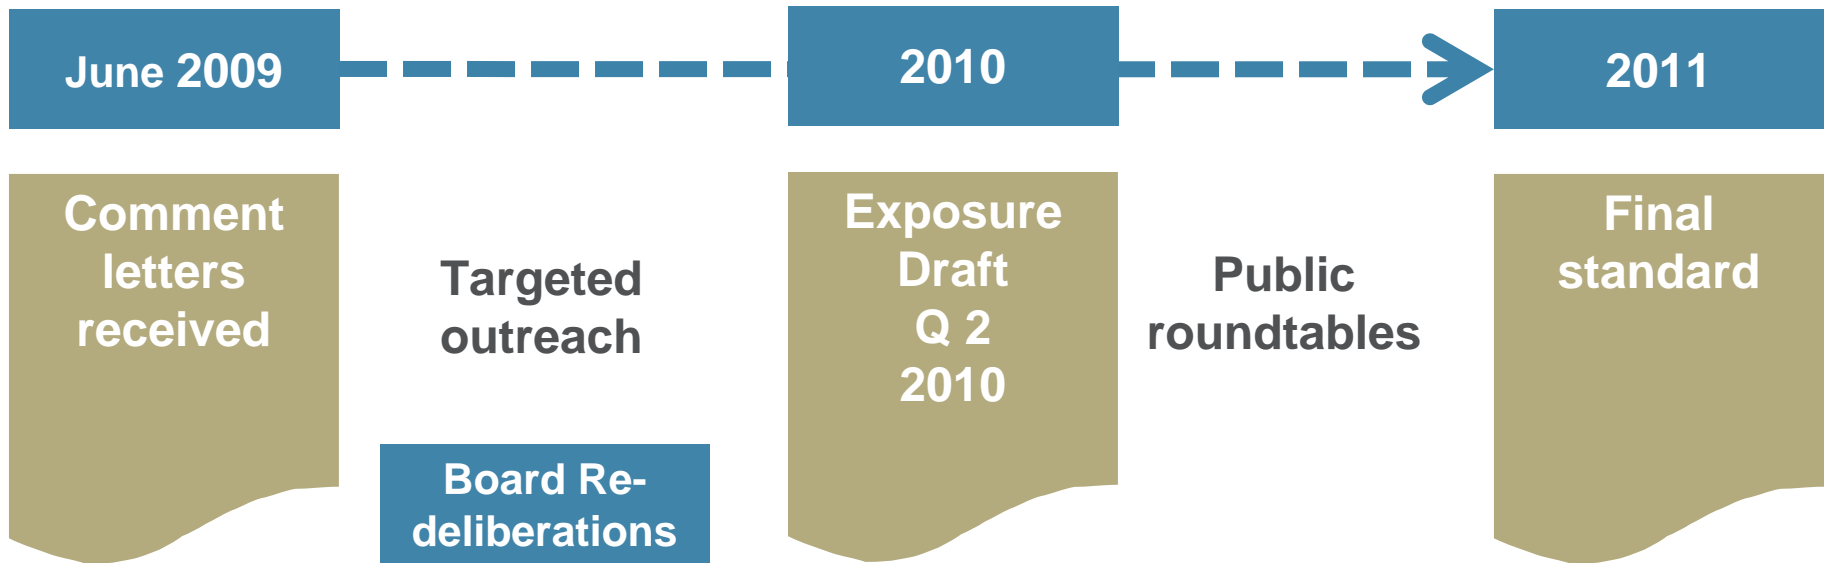 June 2009
2010
2011
Comment
letters
received
Targeted
outreach
Board Re-
deliberations
Exposure
Draft
Q 2
2010
Public
roundtables
Final
standard